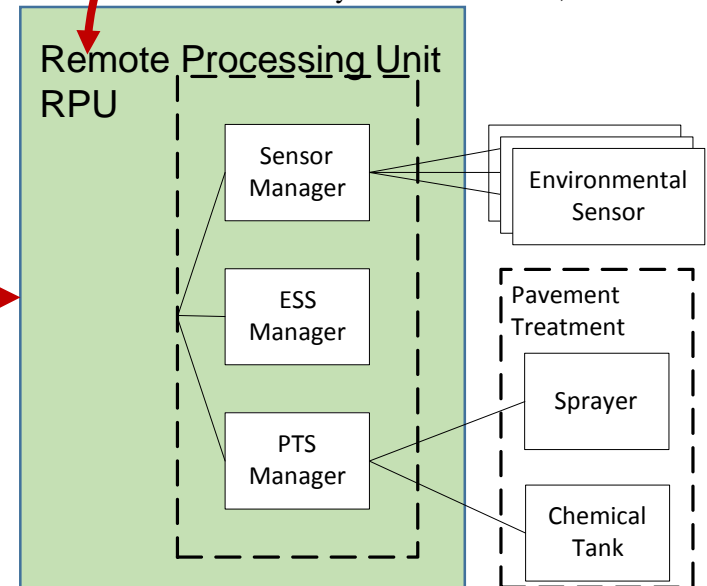 Remote Processing Unit
RPU
Sensor
Manager
Environmental
Sensor
ESS
Manager
Pavement
Treatment
Sprayer
PTS
Manager
Chemical
Tank